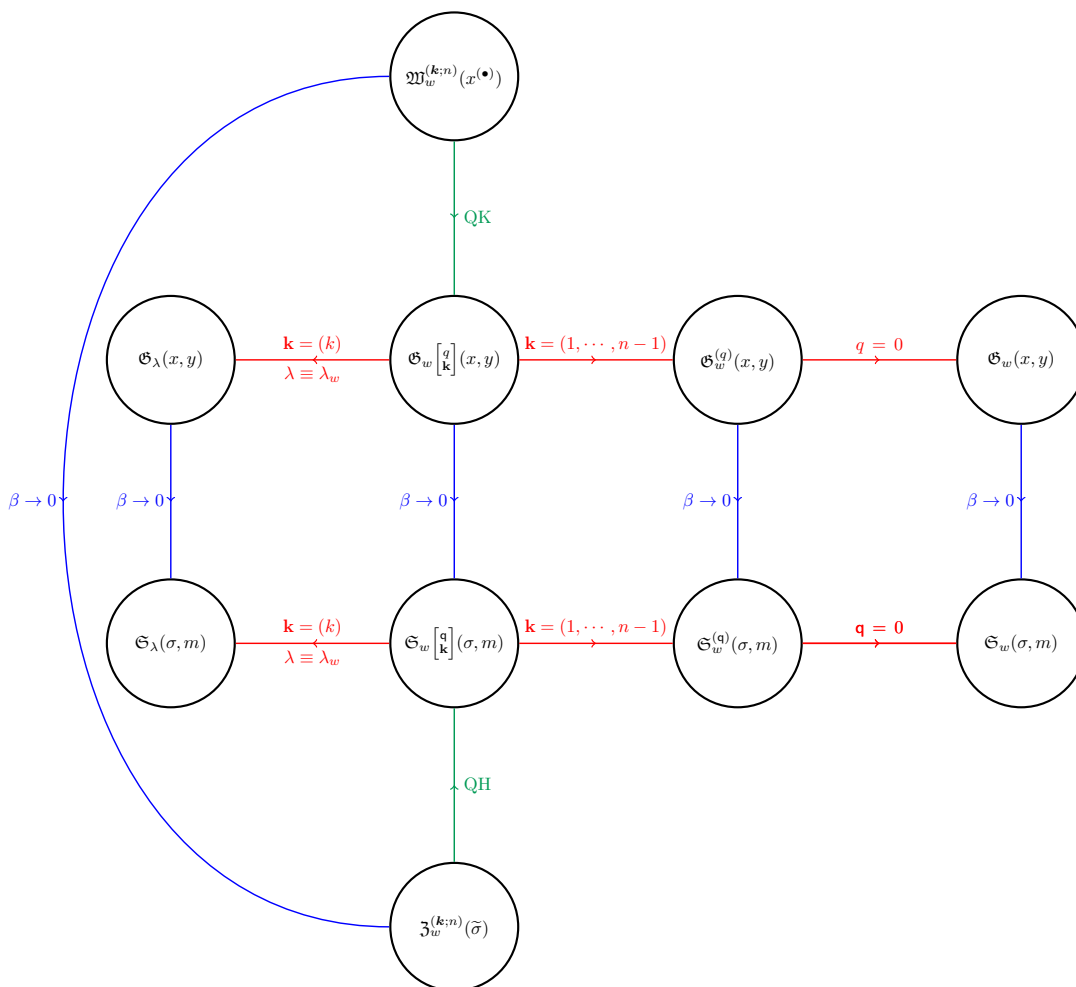 𝔚_w^{(𝒌;n)}(x^{(•)})
QK
𝔊_λ(x, y)
𝐤 = (k)
λ ≡ λ_w
𝔊_w[q 𝐤](x, y)
𝐤 = (1, ⋯ , n − 1)
𝔊_w^{(q)}(x, y)
q = 0
𝔊_w(x, y)
β → 0
β → 0
β → 0
β → 0
β → 0
𝔖_λ(σ, m)
𝐤 = (k)
λ ≡ λ_w
𝔖_w[𝗾 𝐤](σ, m)
𝐤 = (1, ⋯ , n − 1)
𝔖_w^{(𝗾)}(σ, m)
𝗾 = 0
𝔖_w(σ, m)
QH
ℨ_w^{(𝒌;n)}(σ̃)